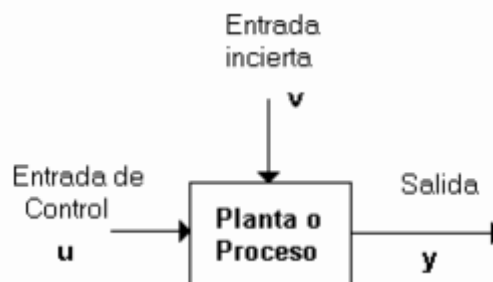 Entrada
incierta
v
Entrada de
Control
u
Planta o
Proceso
Salida
y